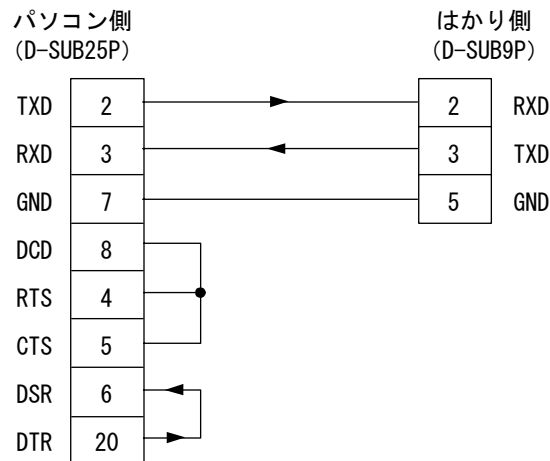 パソコン側 はかり側
(D-SUB25P) (D-SUB9P)
TXD 2 2 RXD
RXD 3 3 TXD
GND 7 5 GND
DCD 8
RTS 4
CTS 5
DSR 6
DTR 20